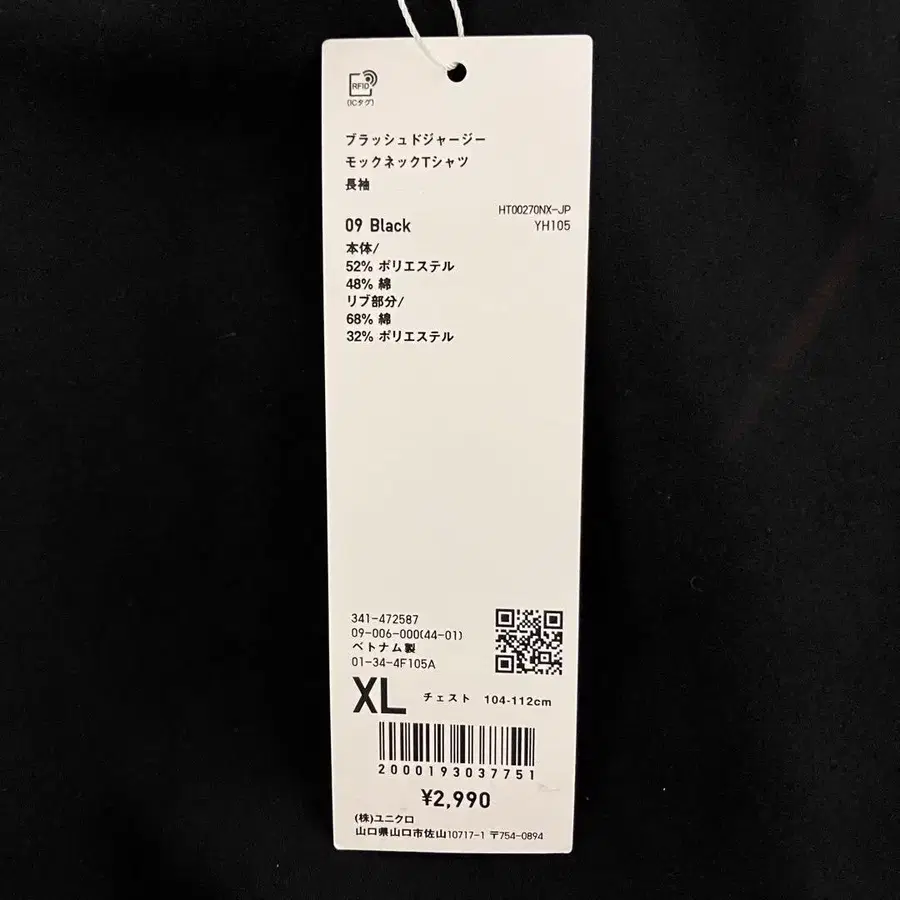 RFID
(ICタグ)
ブラッシュドジャージー
モックネックTシャツ
長袖
HT00270NX-JP
09 Black
YH105
本体/
52% ポリエステル
48% 綿
リブ部分/
68% 綿
32% ポリエステル
341-472587
09-006-000(44-01)
ベトナム製
01-34-4F105A
XL チェスト 104-112cm
2000193037751
¥2,990
(株)ユニクロ
山口県山口市佐山10717-1 〒754-0894